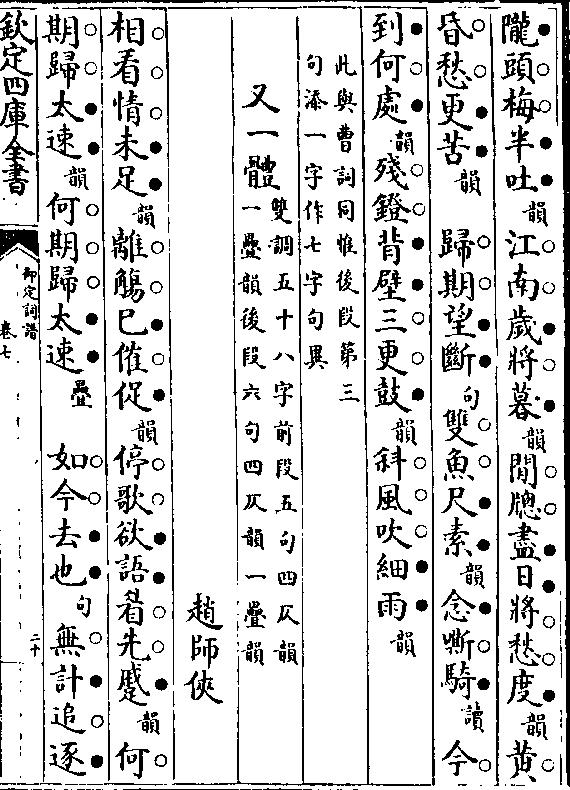 隴頭梅半吐韻江南歲將暮韻閒牕盡日將愁度韻黃
昏愁更苦韻 歸期望斷句雙魚尺素韻念嘶騎讀今
到何處韻殘鐙背壁三更鼓韻斜風吹細雨韻
此與曹詞同惟後段第三
句添一字作七字句異
又一體雙調五十八字前段五句四仄韻
一疊韻後段六句四仄韻一疊韻
趙師俠
相看情未足韻離觴已催促韻停歌欲語眉先蹙韻何
期歸太速韻何期歸太速疊 如今去也句無計追逐
欽定四庫全書
御定詞譜
卷七
二十